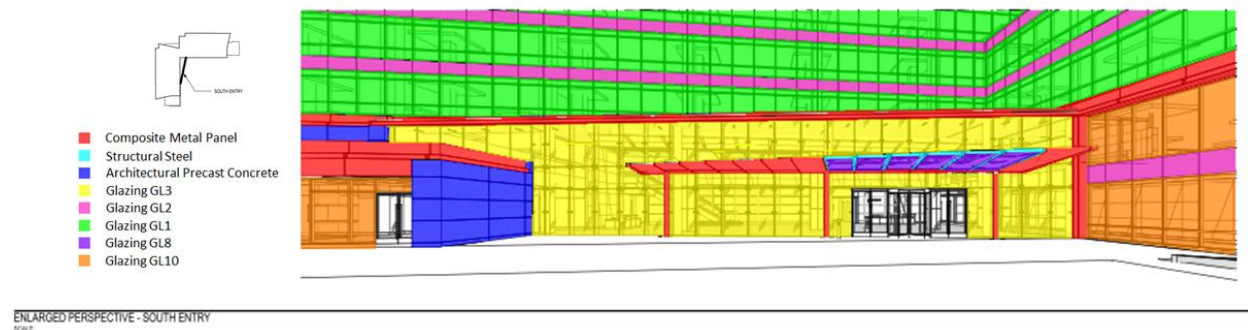 SOUTH ENTRY
Composite Metal Panel
Structural Steel
Architectural Precast Concrete
Glazing GL3
Glazing GL2
Glazing GL1
Glazing GL8
Glazing GL10
ENLARGED PERSPECTIVE - SOUTH ENTRY
SCALE: